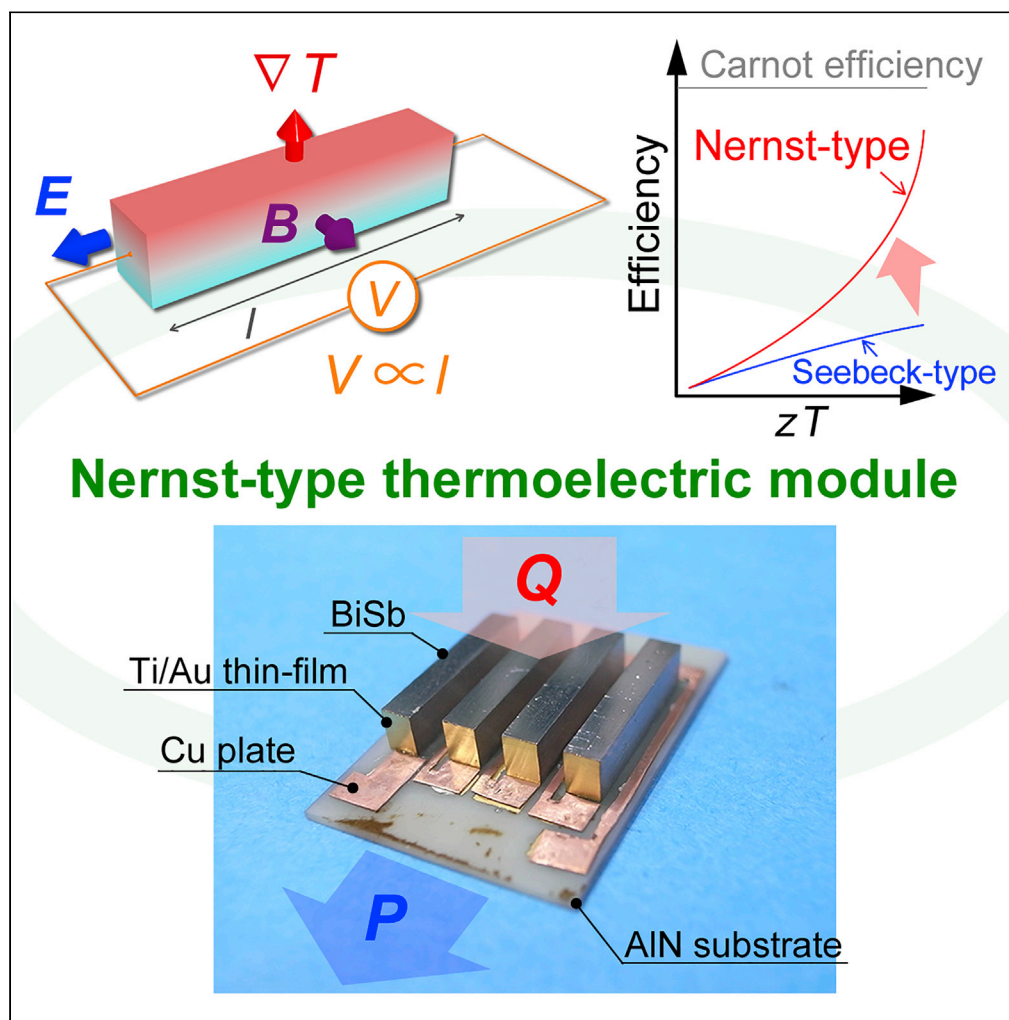 ∇ T
E
B
l
V
V ∝ l
Carnot efficiency
Nernst-type
Seebeck-type
Efficiency
zT
Nernst-type thermoelectric module
Q
BiSb
Ti/Au thin-film
Cu plate
P
AlN substrate